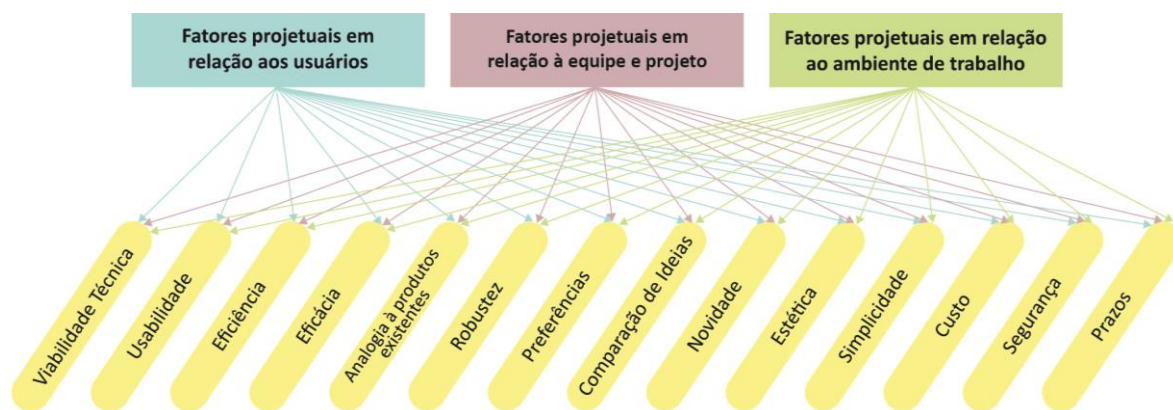 Fatores projetuais em
relação aos usuários
Fatores projetuais em
relação à equipe e projeto
Fatores projetuais em relação
ao ambiente de trabalho
Viabilidade Técnica
Usabilidade
Eficiência
Eficácia
Analogia à produtos
existentes
Robustez
Preferências
Comparação de Ideias
Novidade
Estética
Simplicidade
Custo
Segurança
Prazos